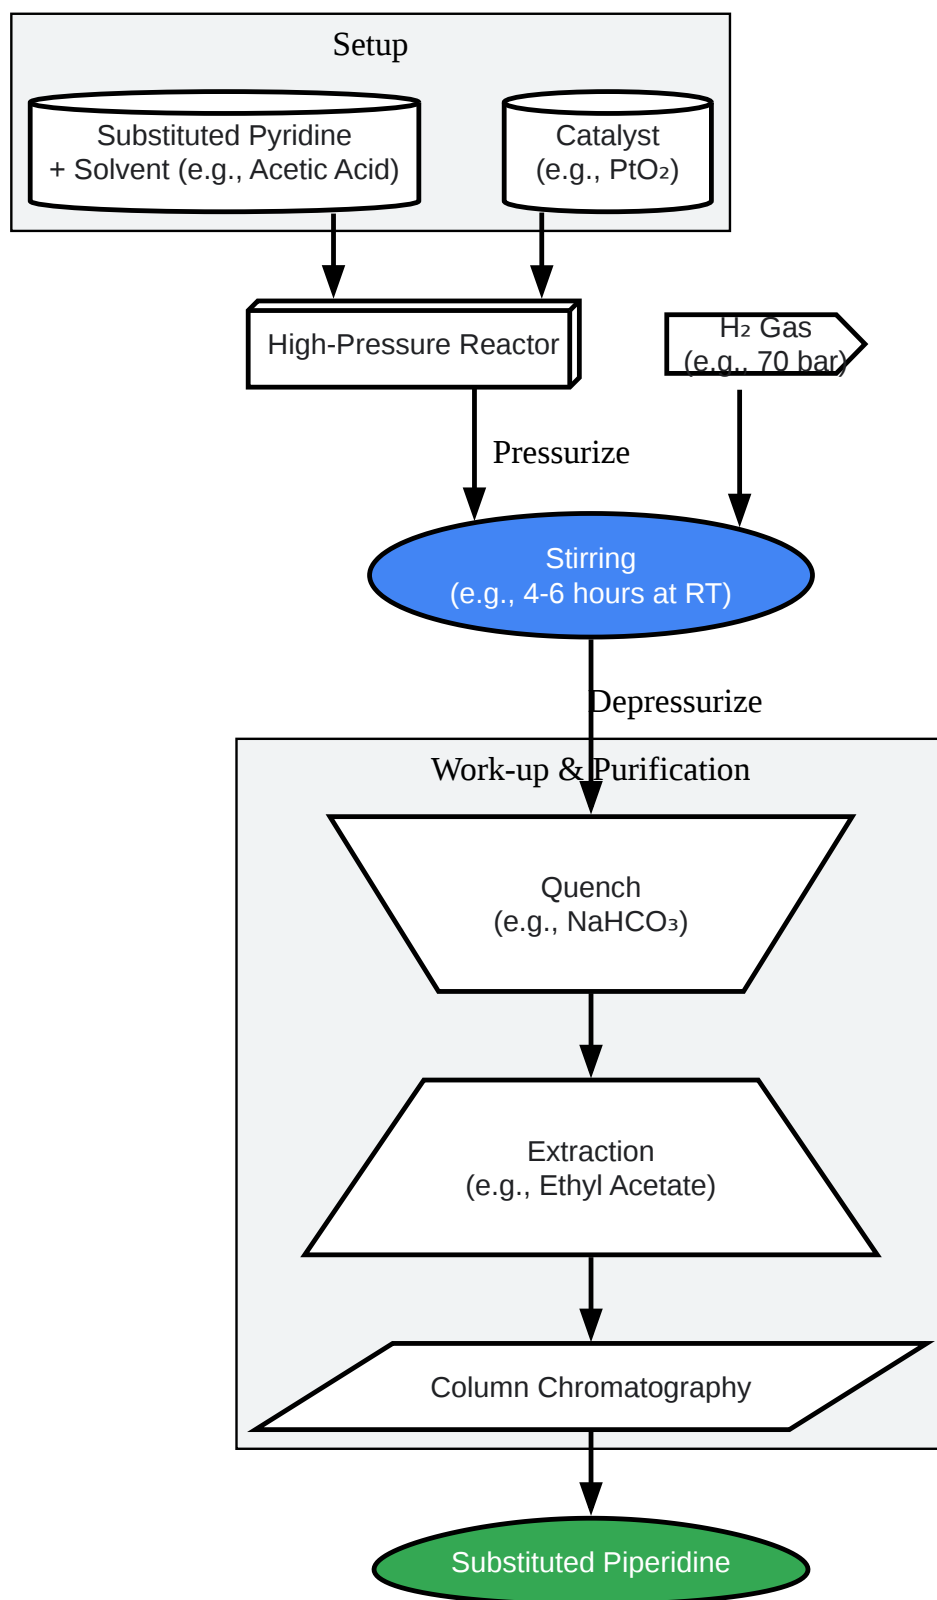 Setup
Substituted Pyridine
+ Solvent (e.g., Acetic Acid)
Catalyst
(e.g., PtO₂)
High-Pressure Reactor
H₂ Gas
(e.g., 70 bar)
Pressurize
Stirring
(e.g., 4-6 hours at RT)
Depressurize
Work-up & Purification
Quench
(e.g., NaHCO₃)
Extraction
(e.g., Ethyl Acetate)
Column Chromatography
Substituted Piperidine